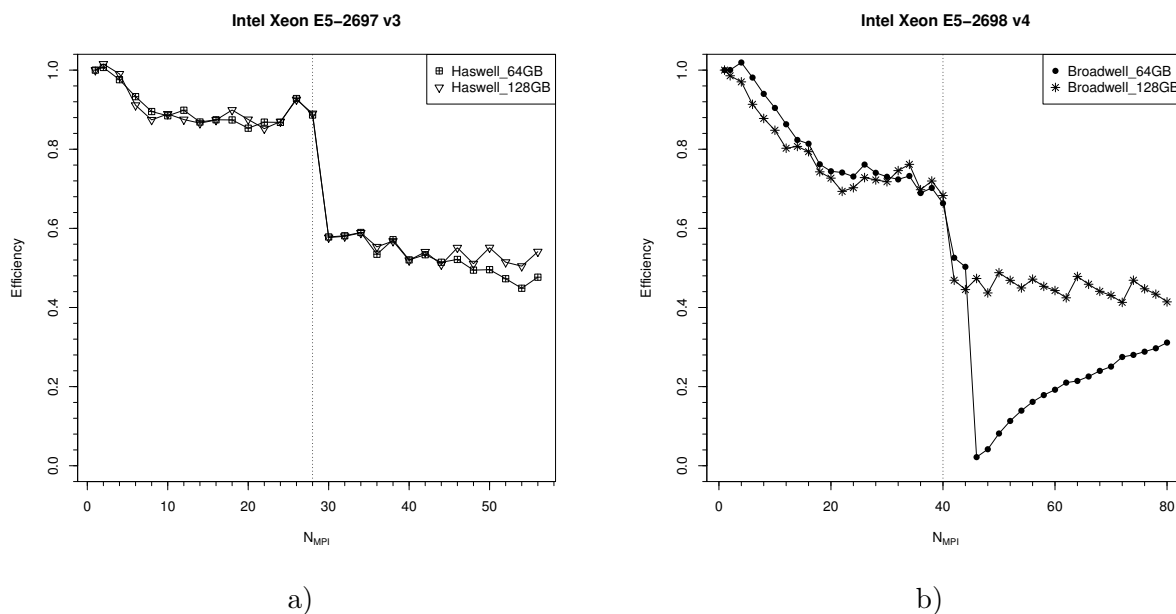 Intel Xeon E5-2697 v3
Haswell_64GB
Haswell_128GB
Efficiency
0.0
0.2
0.4
0.6
0.8
1.0
0
10
20
30
40
50
N_MPI
a)
Intel Xeon E5-2698 v4
Broadwell_64GB
Broadwell_128GB
Efficiency
0.0
0.2
0.4
0.6
0.8
1.0
0
20
40
60
80
N_MPI
b)